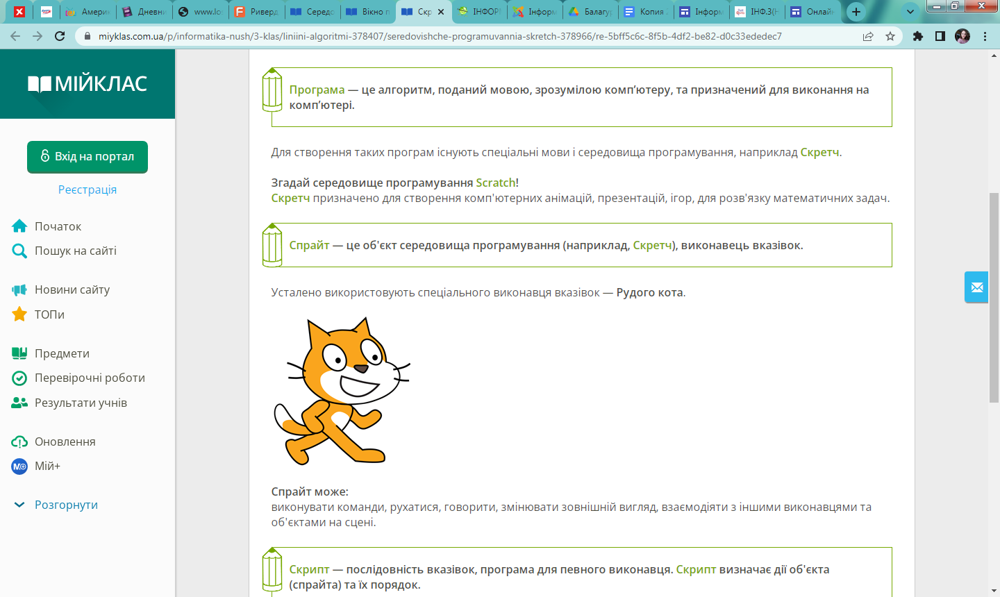 Америк
Дневни
www.lo
Риверд
Середо
Вікно п
Скр
ІНФОРМ
Інформ
Балагур
Копия
Інформ
ІНФ.3(Н
Онлайн
miyklas.com.ua/p/informatika-nush/3-klas/liniini-algoritmi-378407/seredovishche-programuvannia-skretch-378966/re-5bff5c6c-8f5b-4df2-be82-d0c33ededec7
МІЙКЛАС
Вхід на портал
Реєстрація
Початок
Пошук на сайті
Новини сайту
ТОПи
Предмети
Перевірочні роботи
Результати учнів
Оновлення
Мій+
Розгорнути
Програма — це алгоритм, поданий мовою, зрозумілою комп’ютеру, та призначений для виконання на
комп’ютері.
Для створення таких програм існують спеціальні мови і середовища програмування, наприклад Скретч.
Згадай середовище програмування Scratch!
Скретч призначено для створення комп'ютерних анімацій, презентацій, ігор, для розв'язку математичних задач.
Спрайт — це об'єкт середовища програмування (наприклад, Скретч), виконавець вказівок.
Усталено використовують спеціального виконавця вказівок — Рудого кота.
Спрайт може:
виконувати команди, рухатися, говорити, змінювати зовнішній вигляд, взаємодіяти з іншими виконавцями та
об'єктами на сцені.
Скрипт — послідовність вказівок, програма для певного виконавця. Скрипт визначає дії об'єкта
(спрайта) та їх порядок.